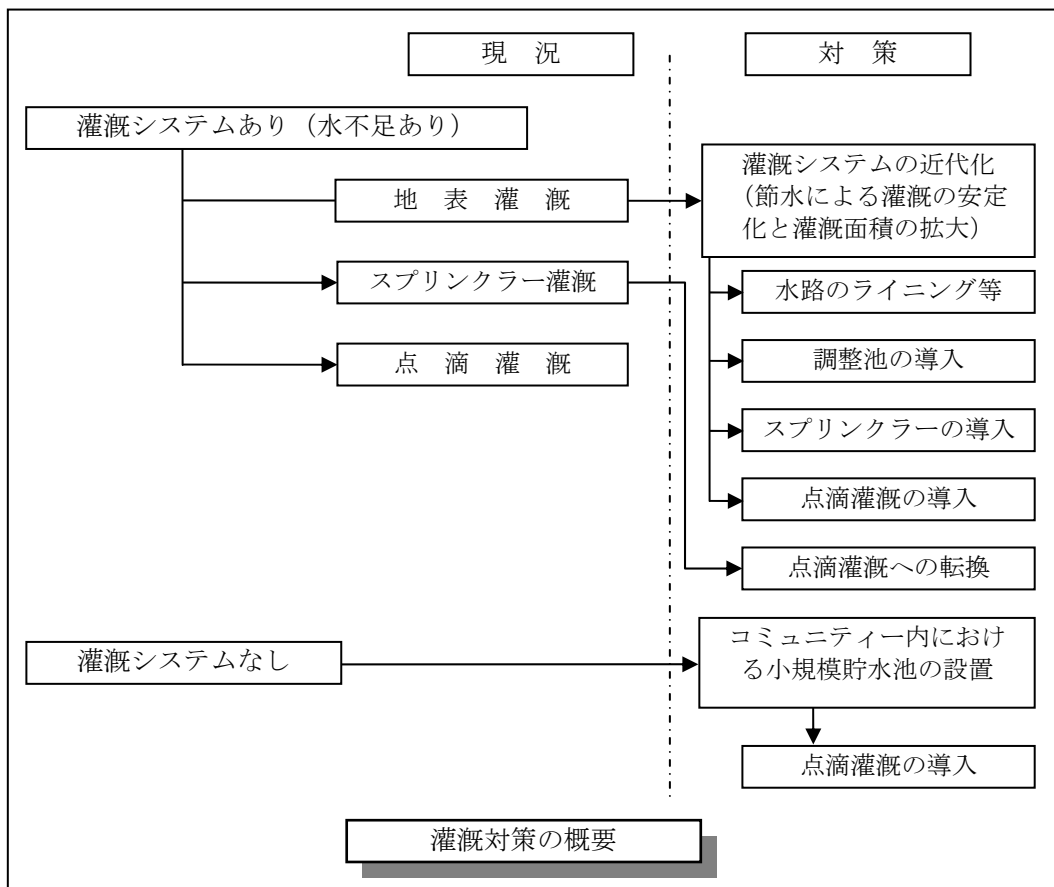 現 況
対 策
灌漑システムあり（水不足あり）
灌漑システムの近代化
（節水による灌漑の安定
化と灌漑面積の拡大）
地 表 灌 漑
スプリンクラー灌漑
水路のライニング等
点 滴 灌 漑
調整池の導入
スプリンクラーの導入
点滴灌漑の導入
点滴灌漑への転換
灌漑システムなし
コミュニティー内におけ
る小規模貯水池の設置
点滴灌漑の導入
灌漑対策の概要